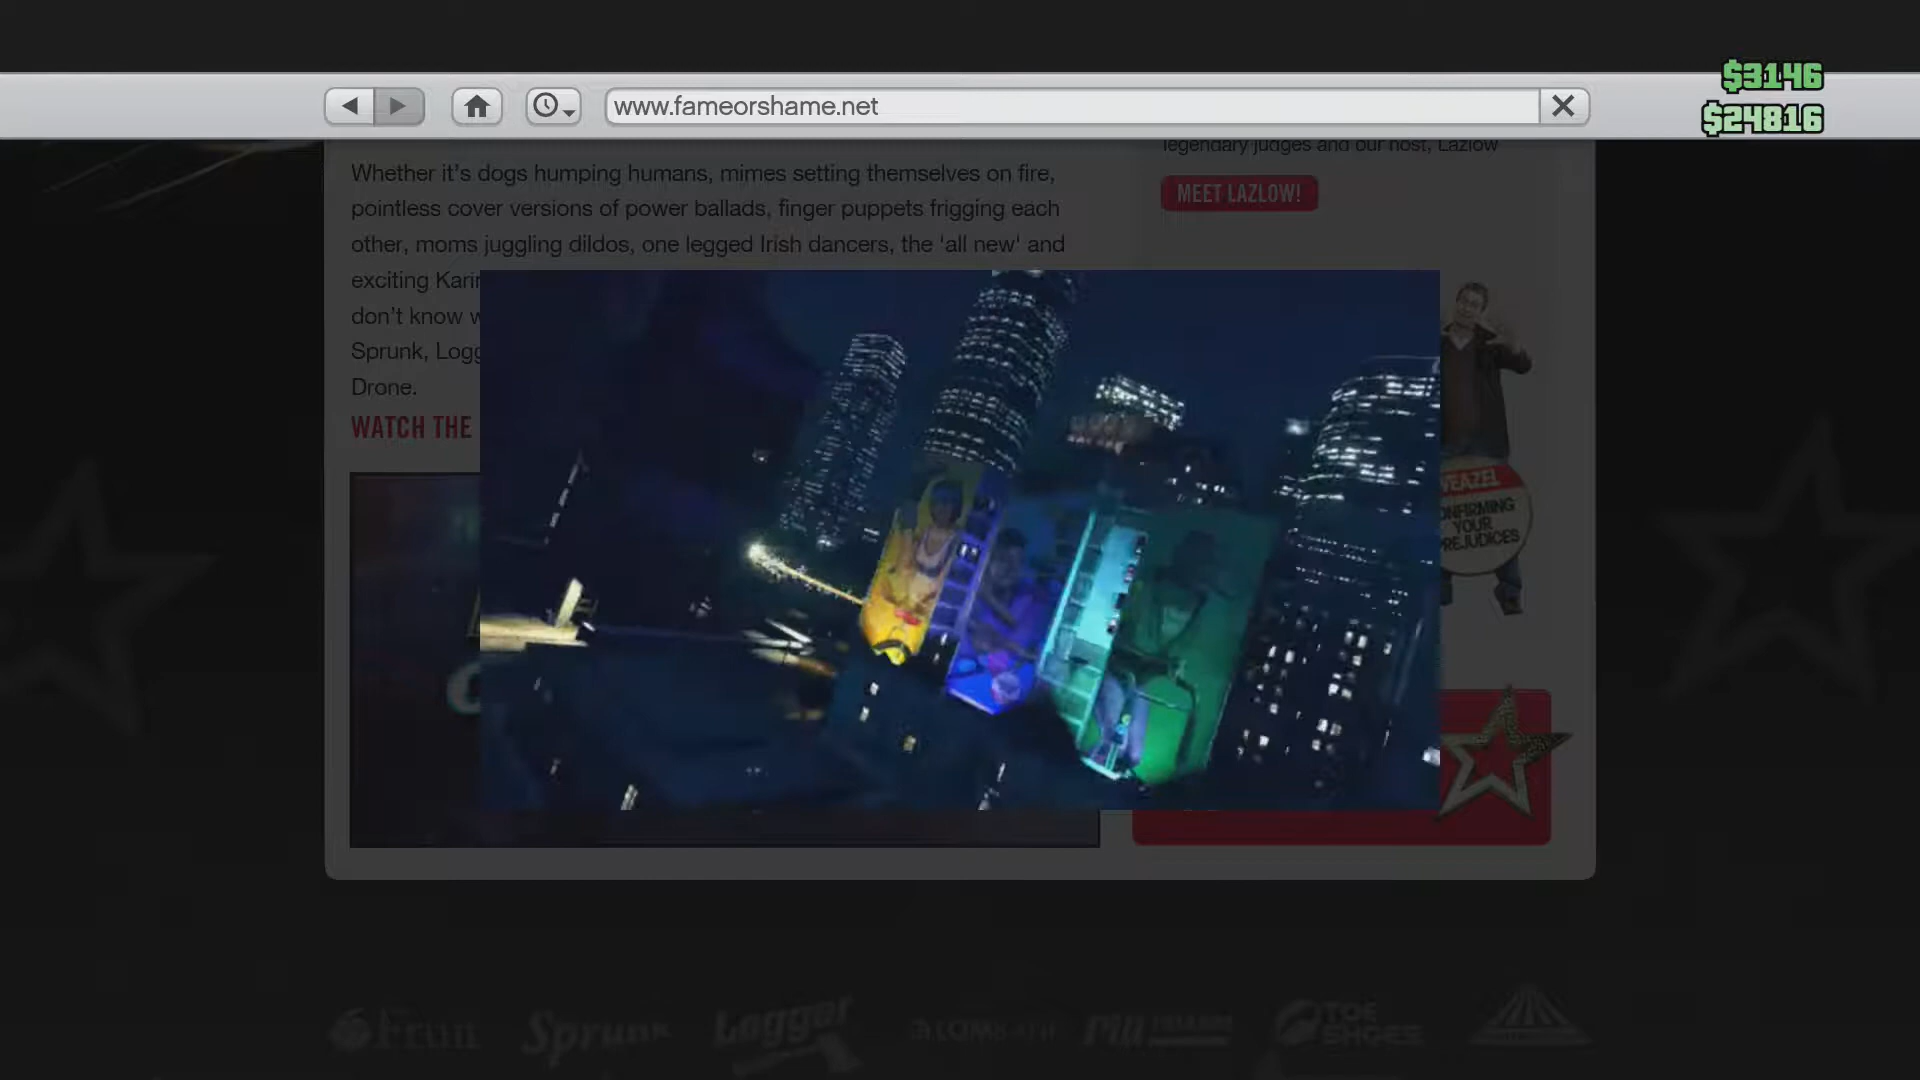 $3146
www.fameorshame.net
$24816
legendary judges and our host, Lazlow
Whether it's dogs humping humans, mimes setting themselves on fire,
MEET LAZLOW!
pointless cover versions of power ballads, finger puppets frigging each
other, moms juggling dildos, one legged Irish dancers, the 'all new' and
exciting
don't know
Sprunk,
Drone.
WATCH THE
WEAZEL
CONFIRMING
YOUR
PREJUDICES
Fruit
Sprunk
Logger
TOE
SHOES